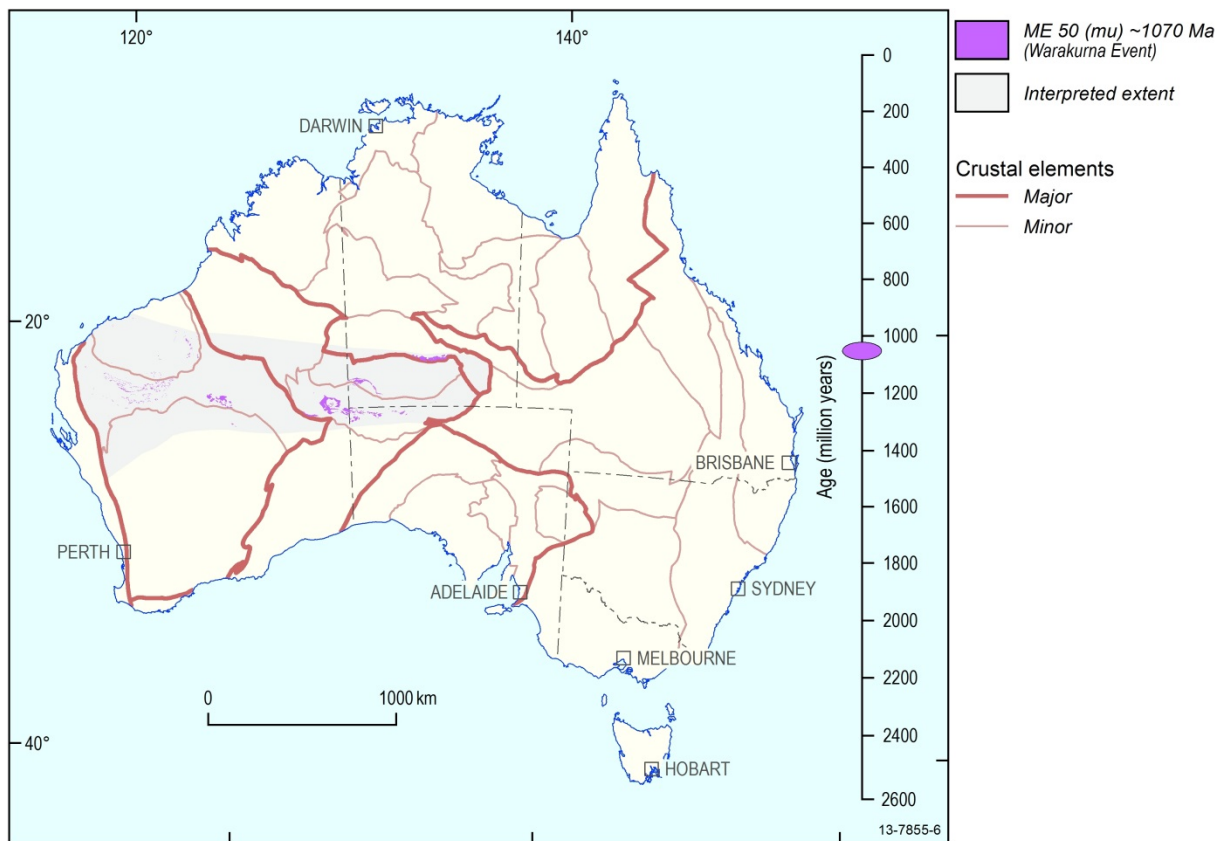 120°
140°
ME 50 (mu) ~1070 Ma
(Warakurna Event)
Interpreted extent
Crustal elements
Major
Minor
DARWIN
20°
BRISBANE
PERTH
ADELAIDE
SYDNEY
MELBOURNE
0
1000 km
40°
HOBART
Age (million years)
0
200
400
600
800
1000
1200
1400
1600
1800
2000
2200
2400
2600
13-7855-6